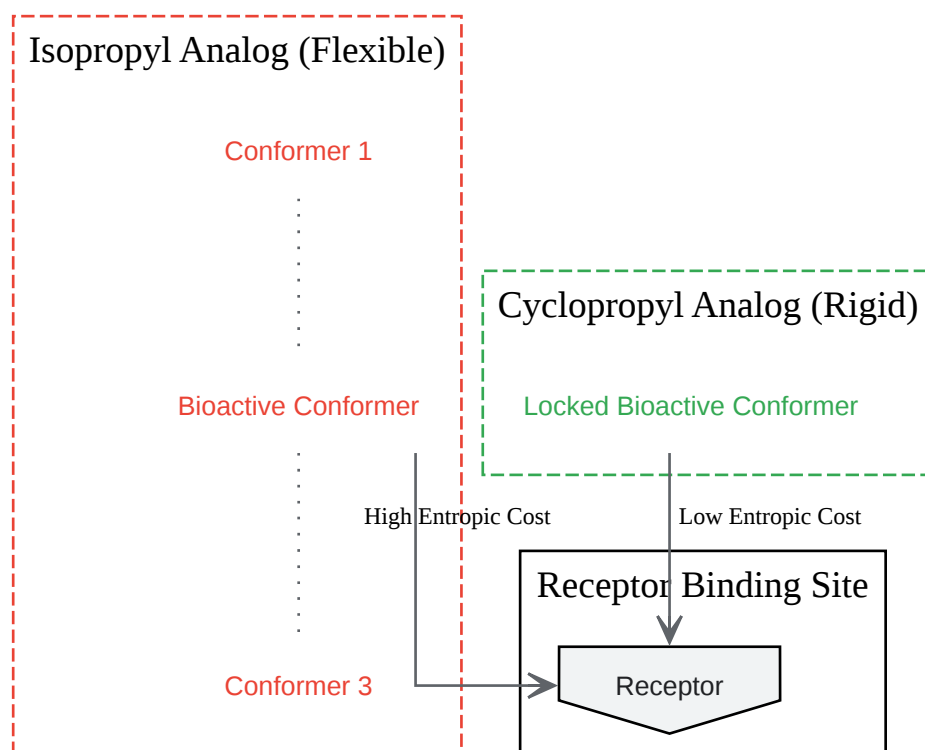 Isopropyl Analog (Flexible)
Conformer 1
Cyclopropyl Analog (Rigid)
Bioactive Conformer
Locked Bioactive Conformer
High Entropic Cost
Low Entropic Cost
Receptor Binding Site
Conformer 3
Receptor